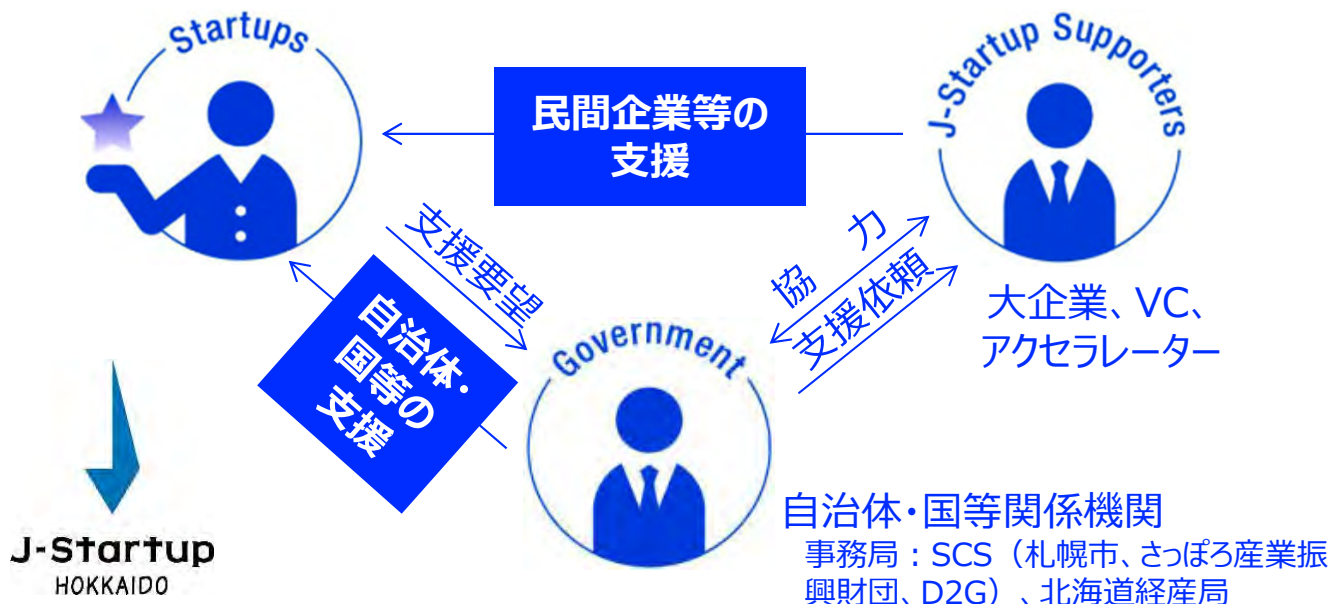 Startups
J-Startup Supporters
民間企業等の
支援
支援要望
協　力
支援依頼
自治体・
国等の
支援
Government
大企業、VC、
アクセラレーター
自治体・国等関係機関
事務局：SCS（札幌市、さっぽろ産業振
興財団、D2G）、北海道経産局
J-Startup
HOKKAIDO